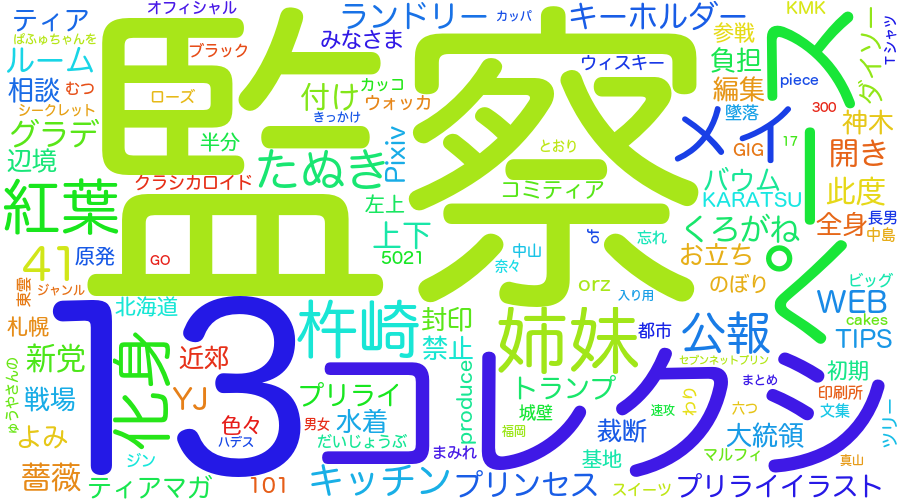 オフィシャル
ティア
ランドリー
カッパ
キーホルダー
KMK
ぱふゅちゃんを
みなさま
参戦
Tシャツ
ダイソー
ルーム
ブラック
ウィスキー
負担
相談
むつ
カッコ
編集
piece
シークレット
ローズ
付け
ウォッカ
300
監祭
きっかけ
墜落
神木
グラデ
半分
Pixiv
とおり
メイ
GIG
17
開き
辺境
たぬき
クラシカロイド
コミティア
バウム
此度
KARATSU
紅葉
左上
くろがね
全身
長男
上下
of
忘れ
中島
中山
お立ち
41
原発
GO
5021
奈々
ぱーく
東雲
ジャンル
orz
入り用
のぼり
ビッグ
北海道
杵崎
姉妹
WEB
札幌
封印
都市
公報
cakes
TIPS
13コレクション
新党
化身
近郊
禁止
セブンネットプリン
初期
ゅうやさんの
戦場
YJ
プリライ
producer
トランプ
まとめ
印刷所
色々
男女
水着
城壁
速攻
わり
六つ
文集
よみ
ハデス
だいじょうぶ
福岡
裁断
大統領
ツリー
ジン
まみれ
基地
マルフィ
真山
薔薇
ティアマガ
101
キッチン
プリンセス
スイーツ
プリライイラスト